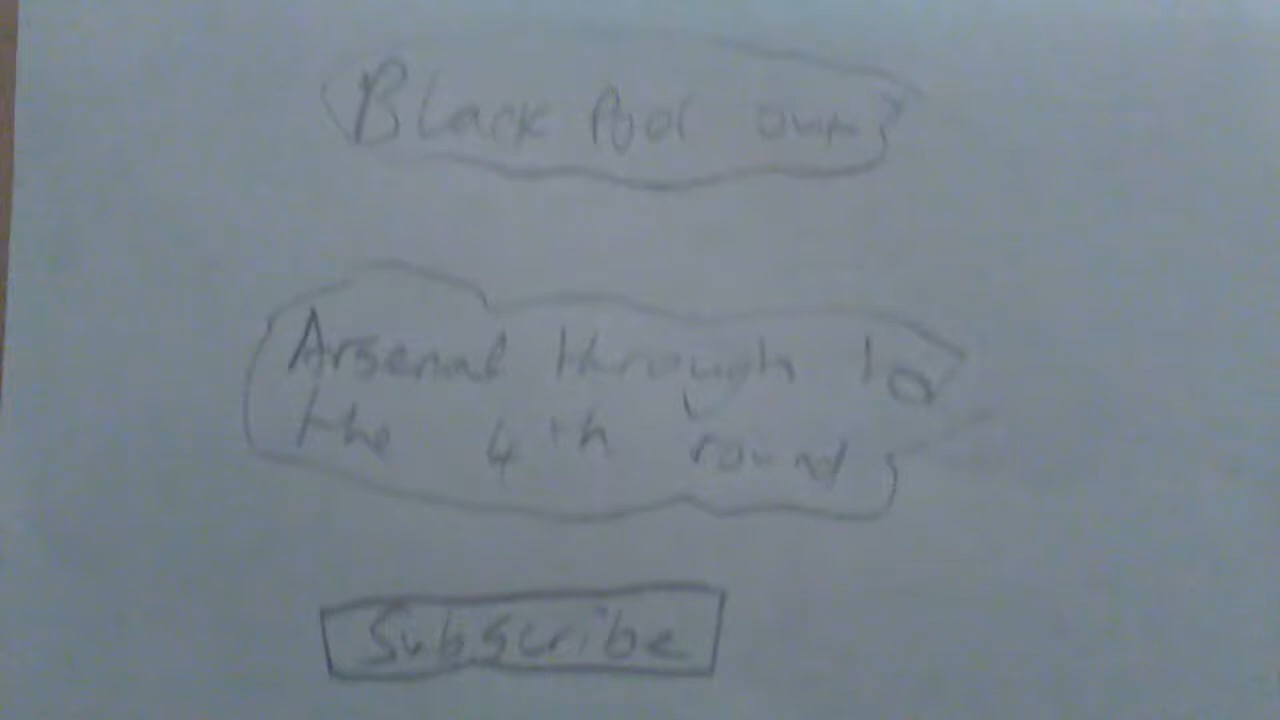 Black Pool out
Arsenal through to
the 4th round
Subscribe